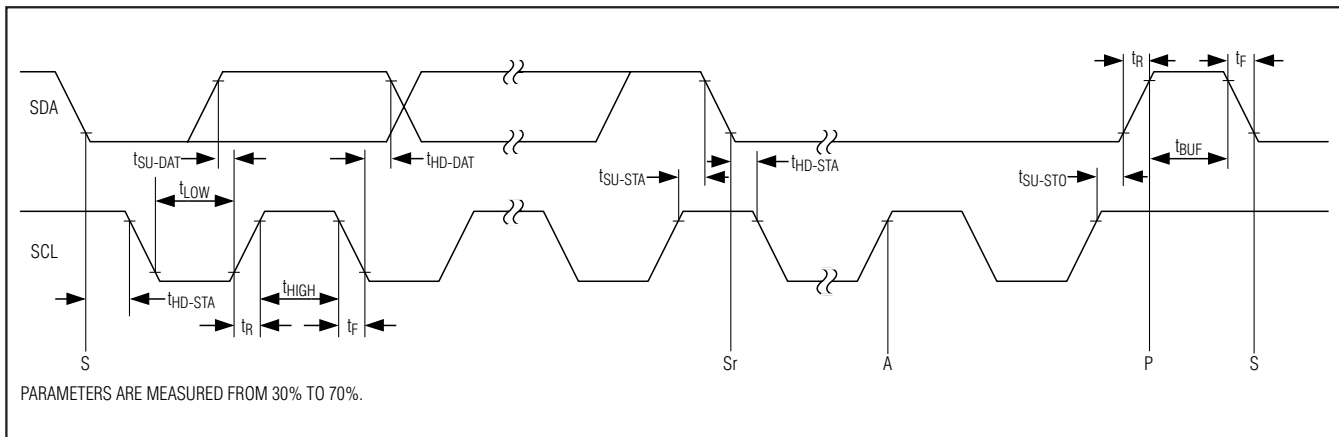 tR
tF
SDA
tSU-DAT
tHD-DAT
tSU-STA
tHD-STA
tBUF
tSU-STO
tLOW
SCL
tHD-STA
tHIGH
tR
tF
S
Sr
A
P
S
PARAMETERS ARE MEASURED FROM 30% TO 70%.